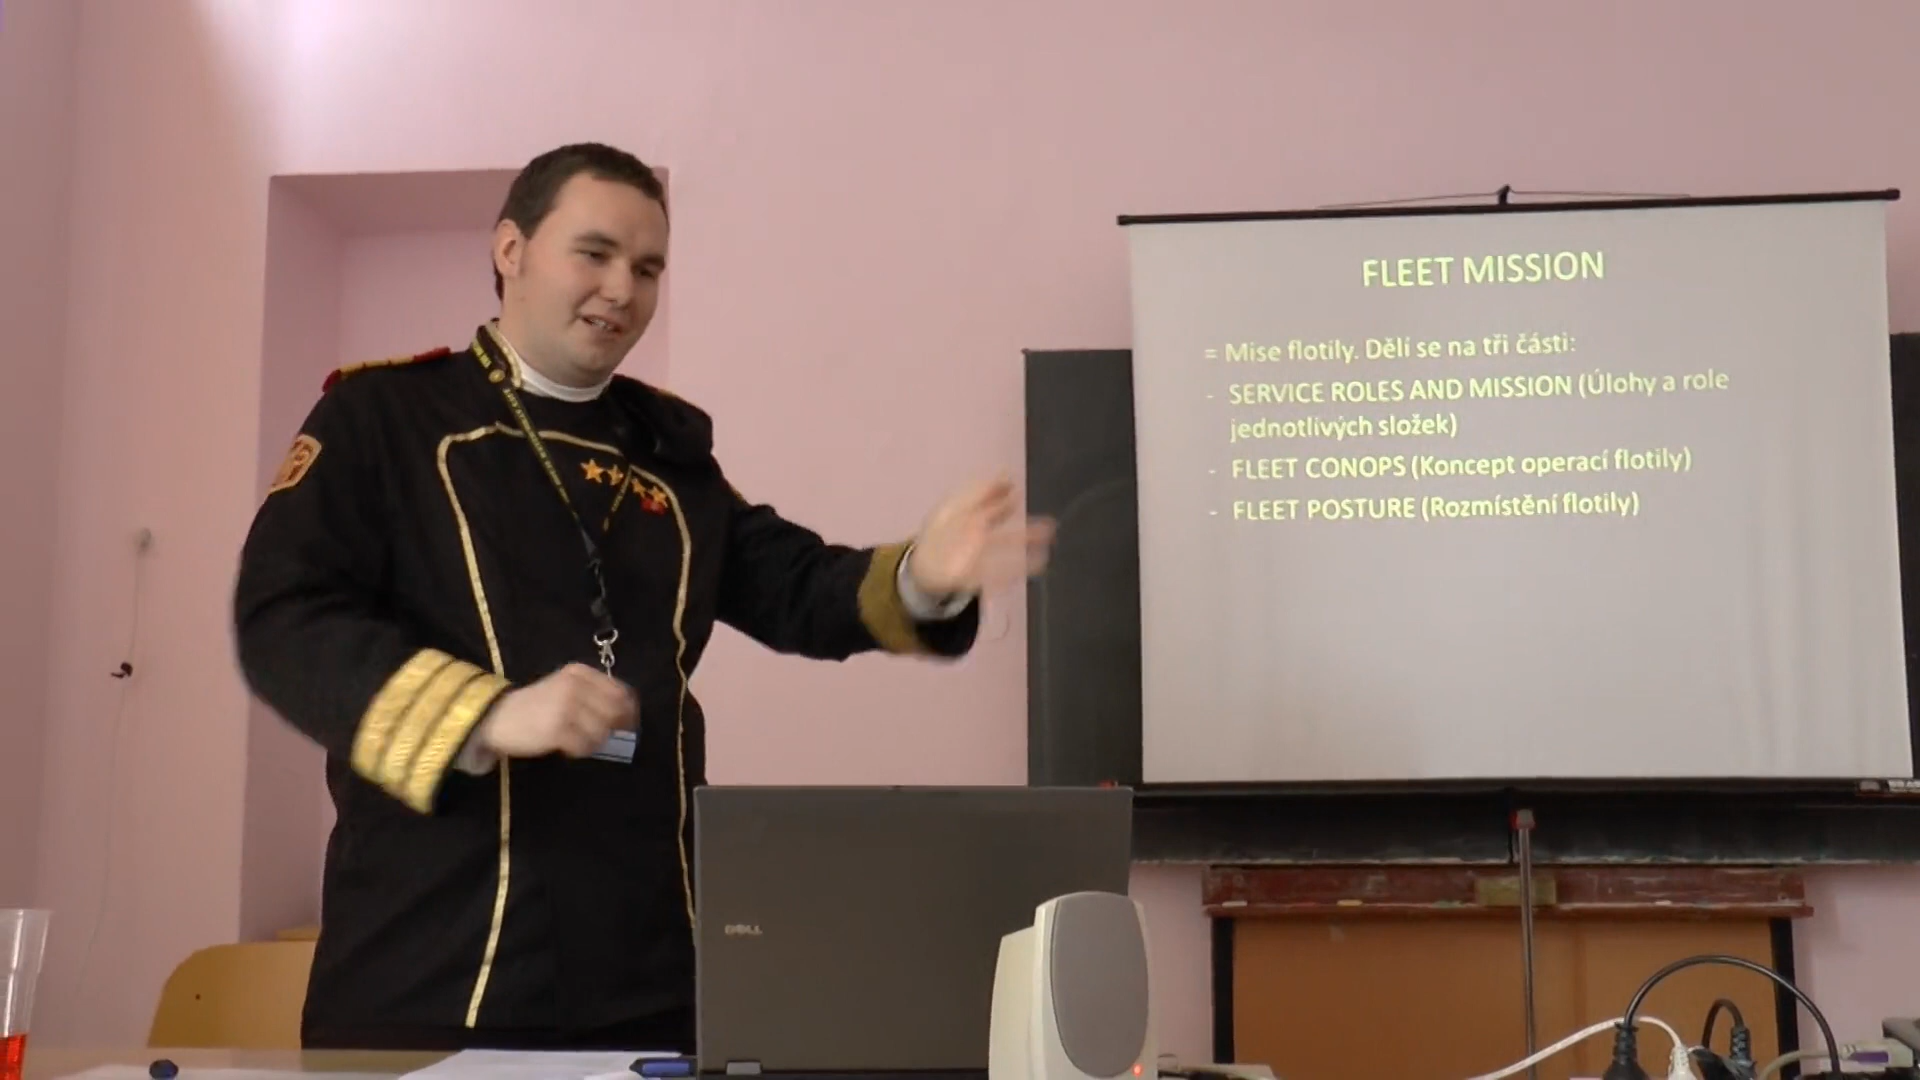 FLEET MISSION
= Mise flotily. Dělí se na tři části:
- SERVICE ROLES AND MISSION (Úlohy a role
jednotlivých složek)
- FLEET CONOPS (Koncept operací flotily)
- FLEET POSTURE (Rozmístění flotily)
DELL